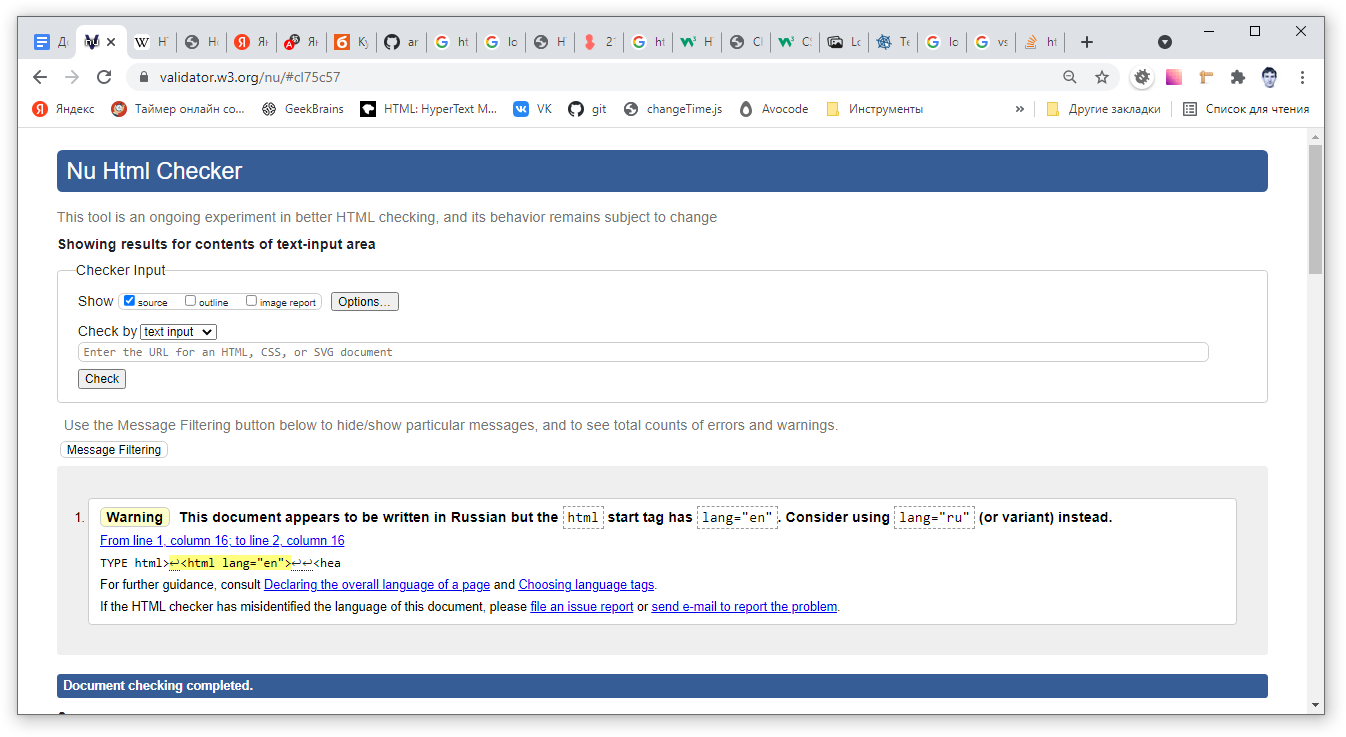 Д
nu
H
Но
Ян
Ян
Ку
ar
ht
lo
H
2
ht
H
Cl
CS
Lo
Te
lo
vs
ht
validator.w3.org/nu/#cl75c57
Яндекс Таймер онлайн со... GeekBrains HTML: HyperText M... VK git changeTime.js Avocode Инструменты » Другие закладки Список для чтения
Nu Html Checker
This tool is an ongoing experiment in better HTML checking, and its behavior remains subject to change
Showing results for contents of text-input area
Checker Input
Show source outline image report Options...
Check by text input
Enter the URL for an HTML, CSS, or SVG document
Check
Use the Message Filtering button below to hide/show particular messages, and to see total counts of errors and warnings.
Message Filtering
1. Warning This document appears to be written in Russian but the html start tag has lang="en". Consider using lang="ru" (or variant) instead.
From line 1, column 16; to line 2, column 16
TYPE html>↩<html lang="en">↩↩<hea
For further guidance, consult Declaring the overall language of a page and Choosing language tags.
If the HTML checker has misidentified the language of this document, please file an issue report or send e-mail to report the problem.
Document checking completed.